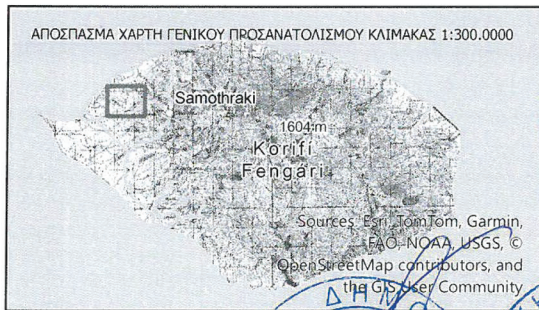 ΑΠΟΣΠΑΣΜΑ ΧΑΡΤΗ ΓΕΝΙΚΟΥ ΠΡΟΣΑΝΑΤΟΛΙΣΜΟΥ ΚΛΙΜΑΚΑΣ 1:300.0000
Samothraki
1604 m
Korifi
Fengari
Sources: Esri, TomTom, Garmin,
FAO, NOAA, USGS, ©
OpenStreetMap contributors, and
the GIS User Community
ΔΗΜΟ